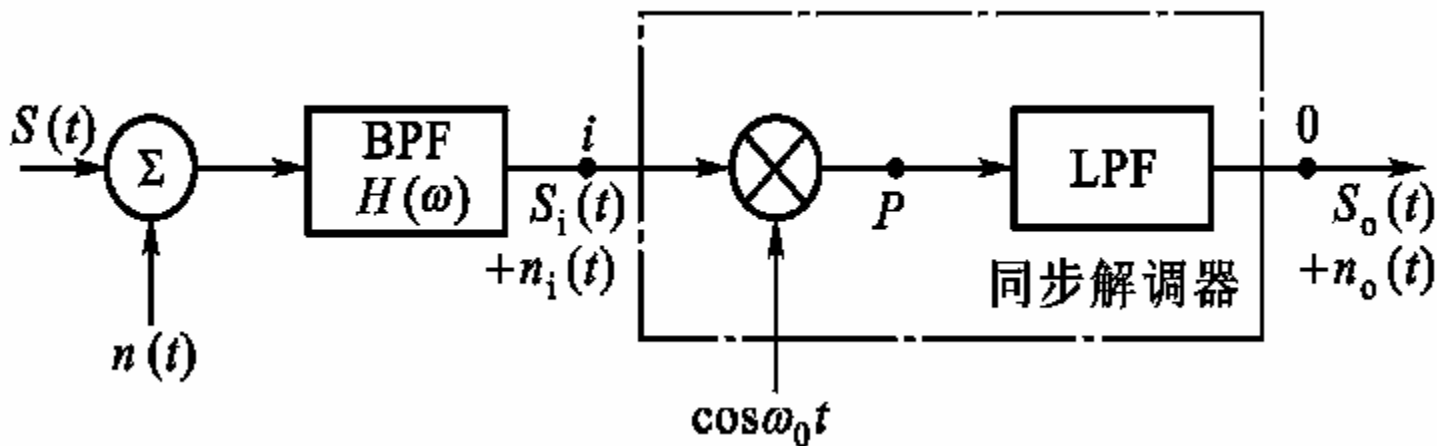 S(t)
Σ
n(t)
BPF
H(ω)
i
S_i(t)
+n_i(t)
P
cosω_0t
LPF
同步解调器
0
S_o(t)
+n_o(t)